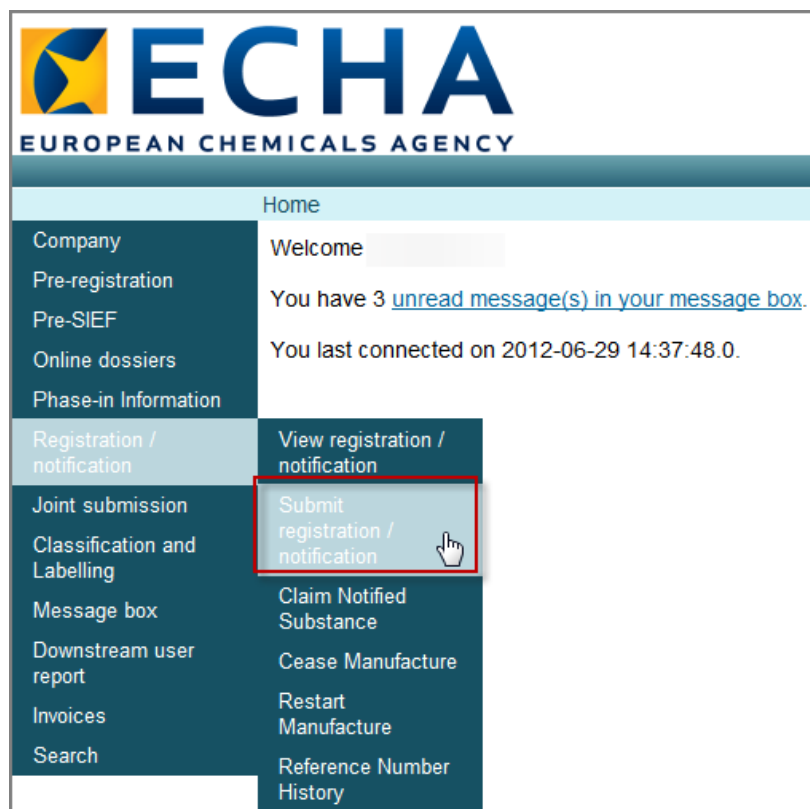 ECHA
EUROPEAN CHEMICALS AGENCY
Home
Company
Pre-registration
Pre-SIEF
Online dossiers
Phase-in Information
Registration /
notification
Joint submission
Classification and
Labelling
Message box
Downstream user
report
Invoices
Search
Welcome
You have 3 unread message(s) in your message box.
You last connected on 2012-06-29 14:37:48.0.
View registration /
notification
Submit
registration /
notification
Claim Notified
Substance
Cease Manufacture
Restart
Manufacture
Reference Number
History